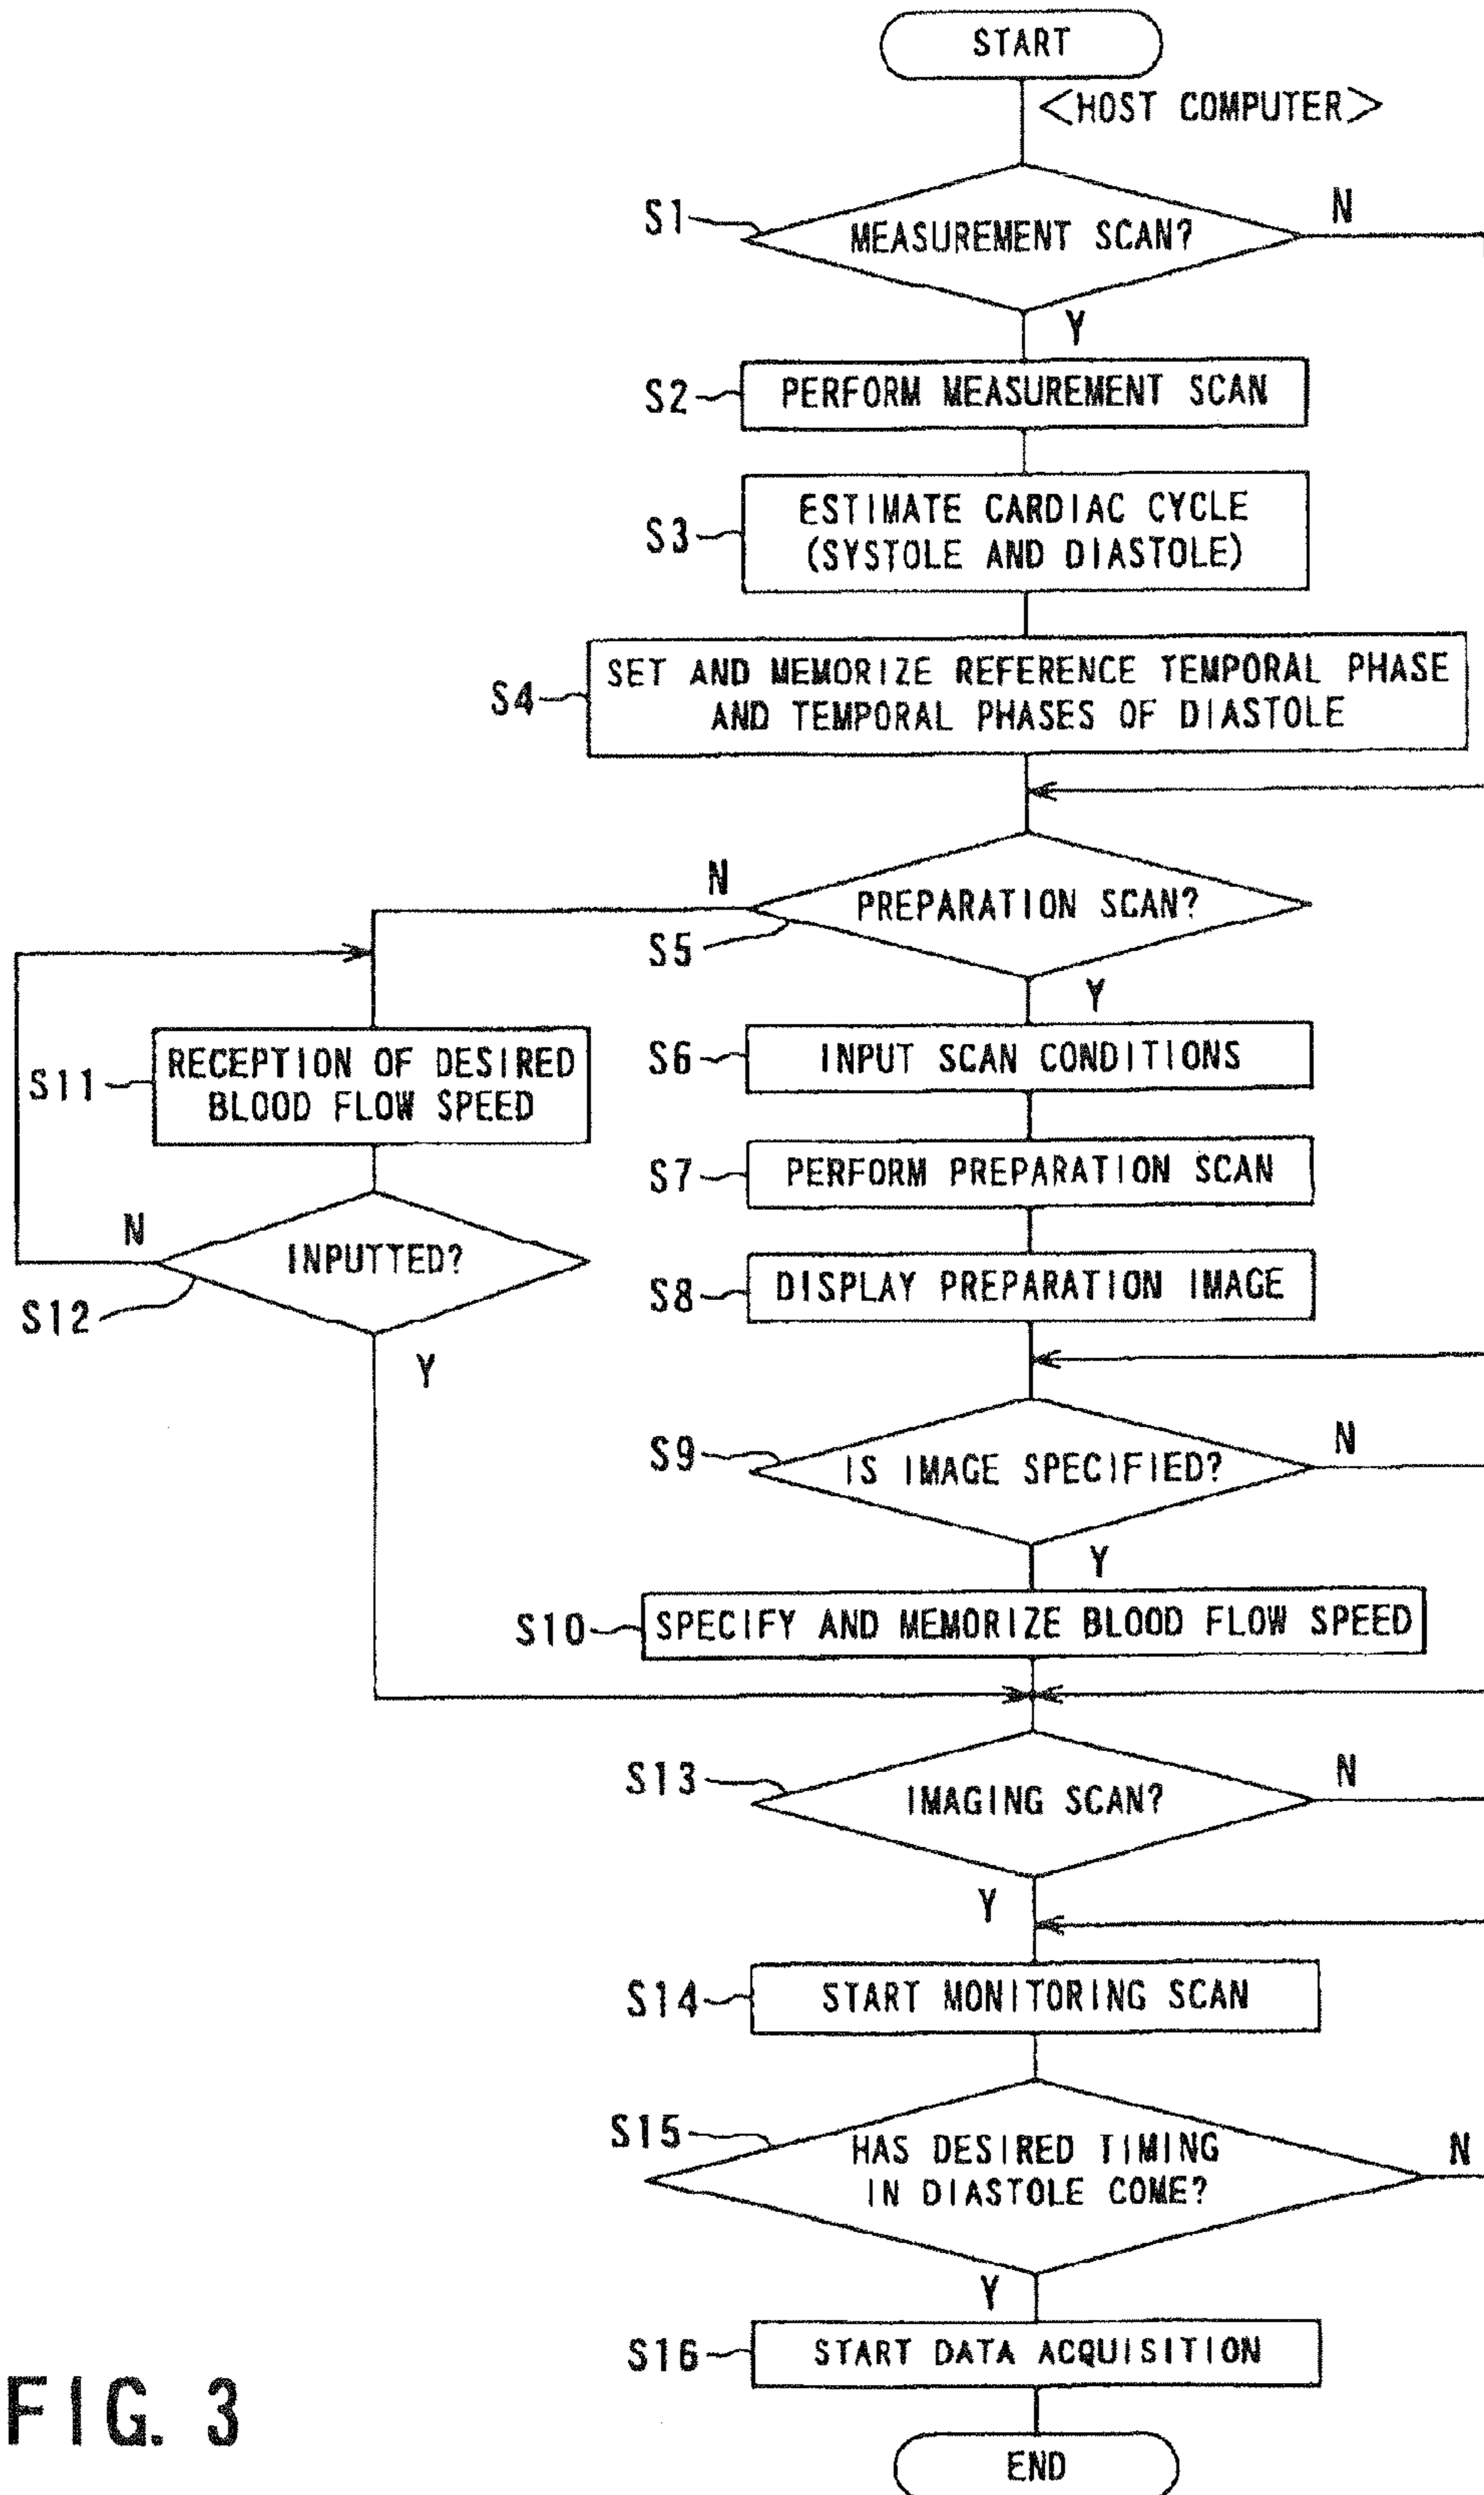 START
<HOST COMPUTER>
S1
MEASUREMENT SCAN?
N
Y
S2
PERFORM MEASUREMENT SCAN
S3
ESTIMATE CARDIAC CYCLE
(SYSTOLE AND DIASTOLE)
S4
SET AND MEMORIZE REFERENCE TEMPORAL PHASE
AND TEMPORAL PHASES OF DIASTOLE
N
PREPARATION SCAN?
S5
Y
S6
INPUT SCAN CONDITIONS
S11
RECEPTION OF DESIRED
BLOOD FLOW SPEED
S7
PERFORM PREPARATION SCAN
N
INPUTTED?
S12
Y
S8
DISPLAY PREPARATION IMAGE
S9
IS IMAGE SPECIFIED?
N
Y
S10
SPECIFY AND MEMORIZE BLOOD FLOW SPEED
S13
IMAGING SCAN?
N
Y
S14
START MONITORING SCAN
S15
HAS DESIRED TIMING
IN DIASTOLE COME?
N
Y
S16
START DATA ACQUISITION
END
FIG. 3